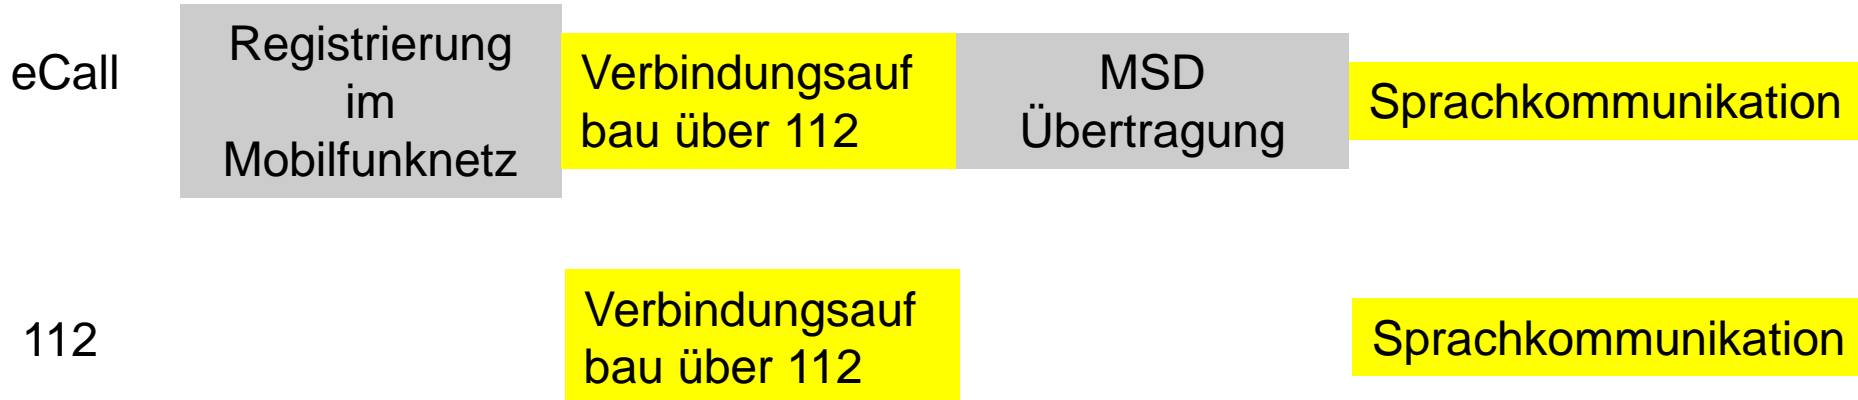 eCall
Registrierung
im
Mobilfunknetz
Verbindungsauf
bau über 112
MSD
Übertragung
Sprachkommunikation
112
Verbindungsauf
bau über 112
Sprachkommunikation